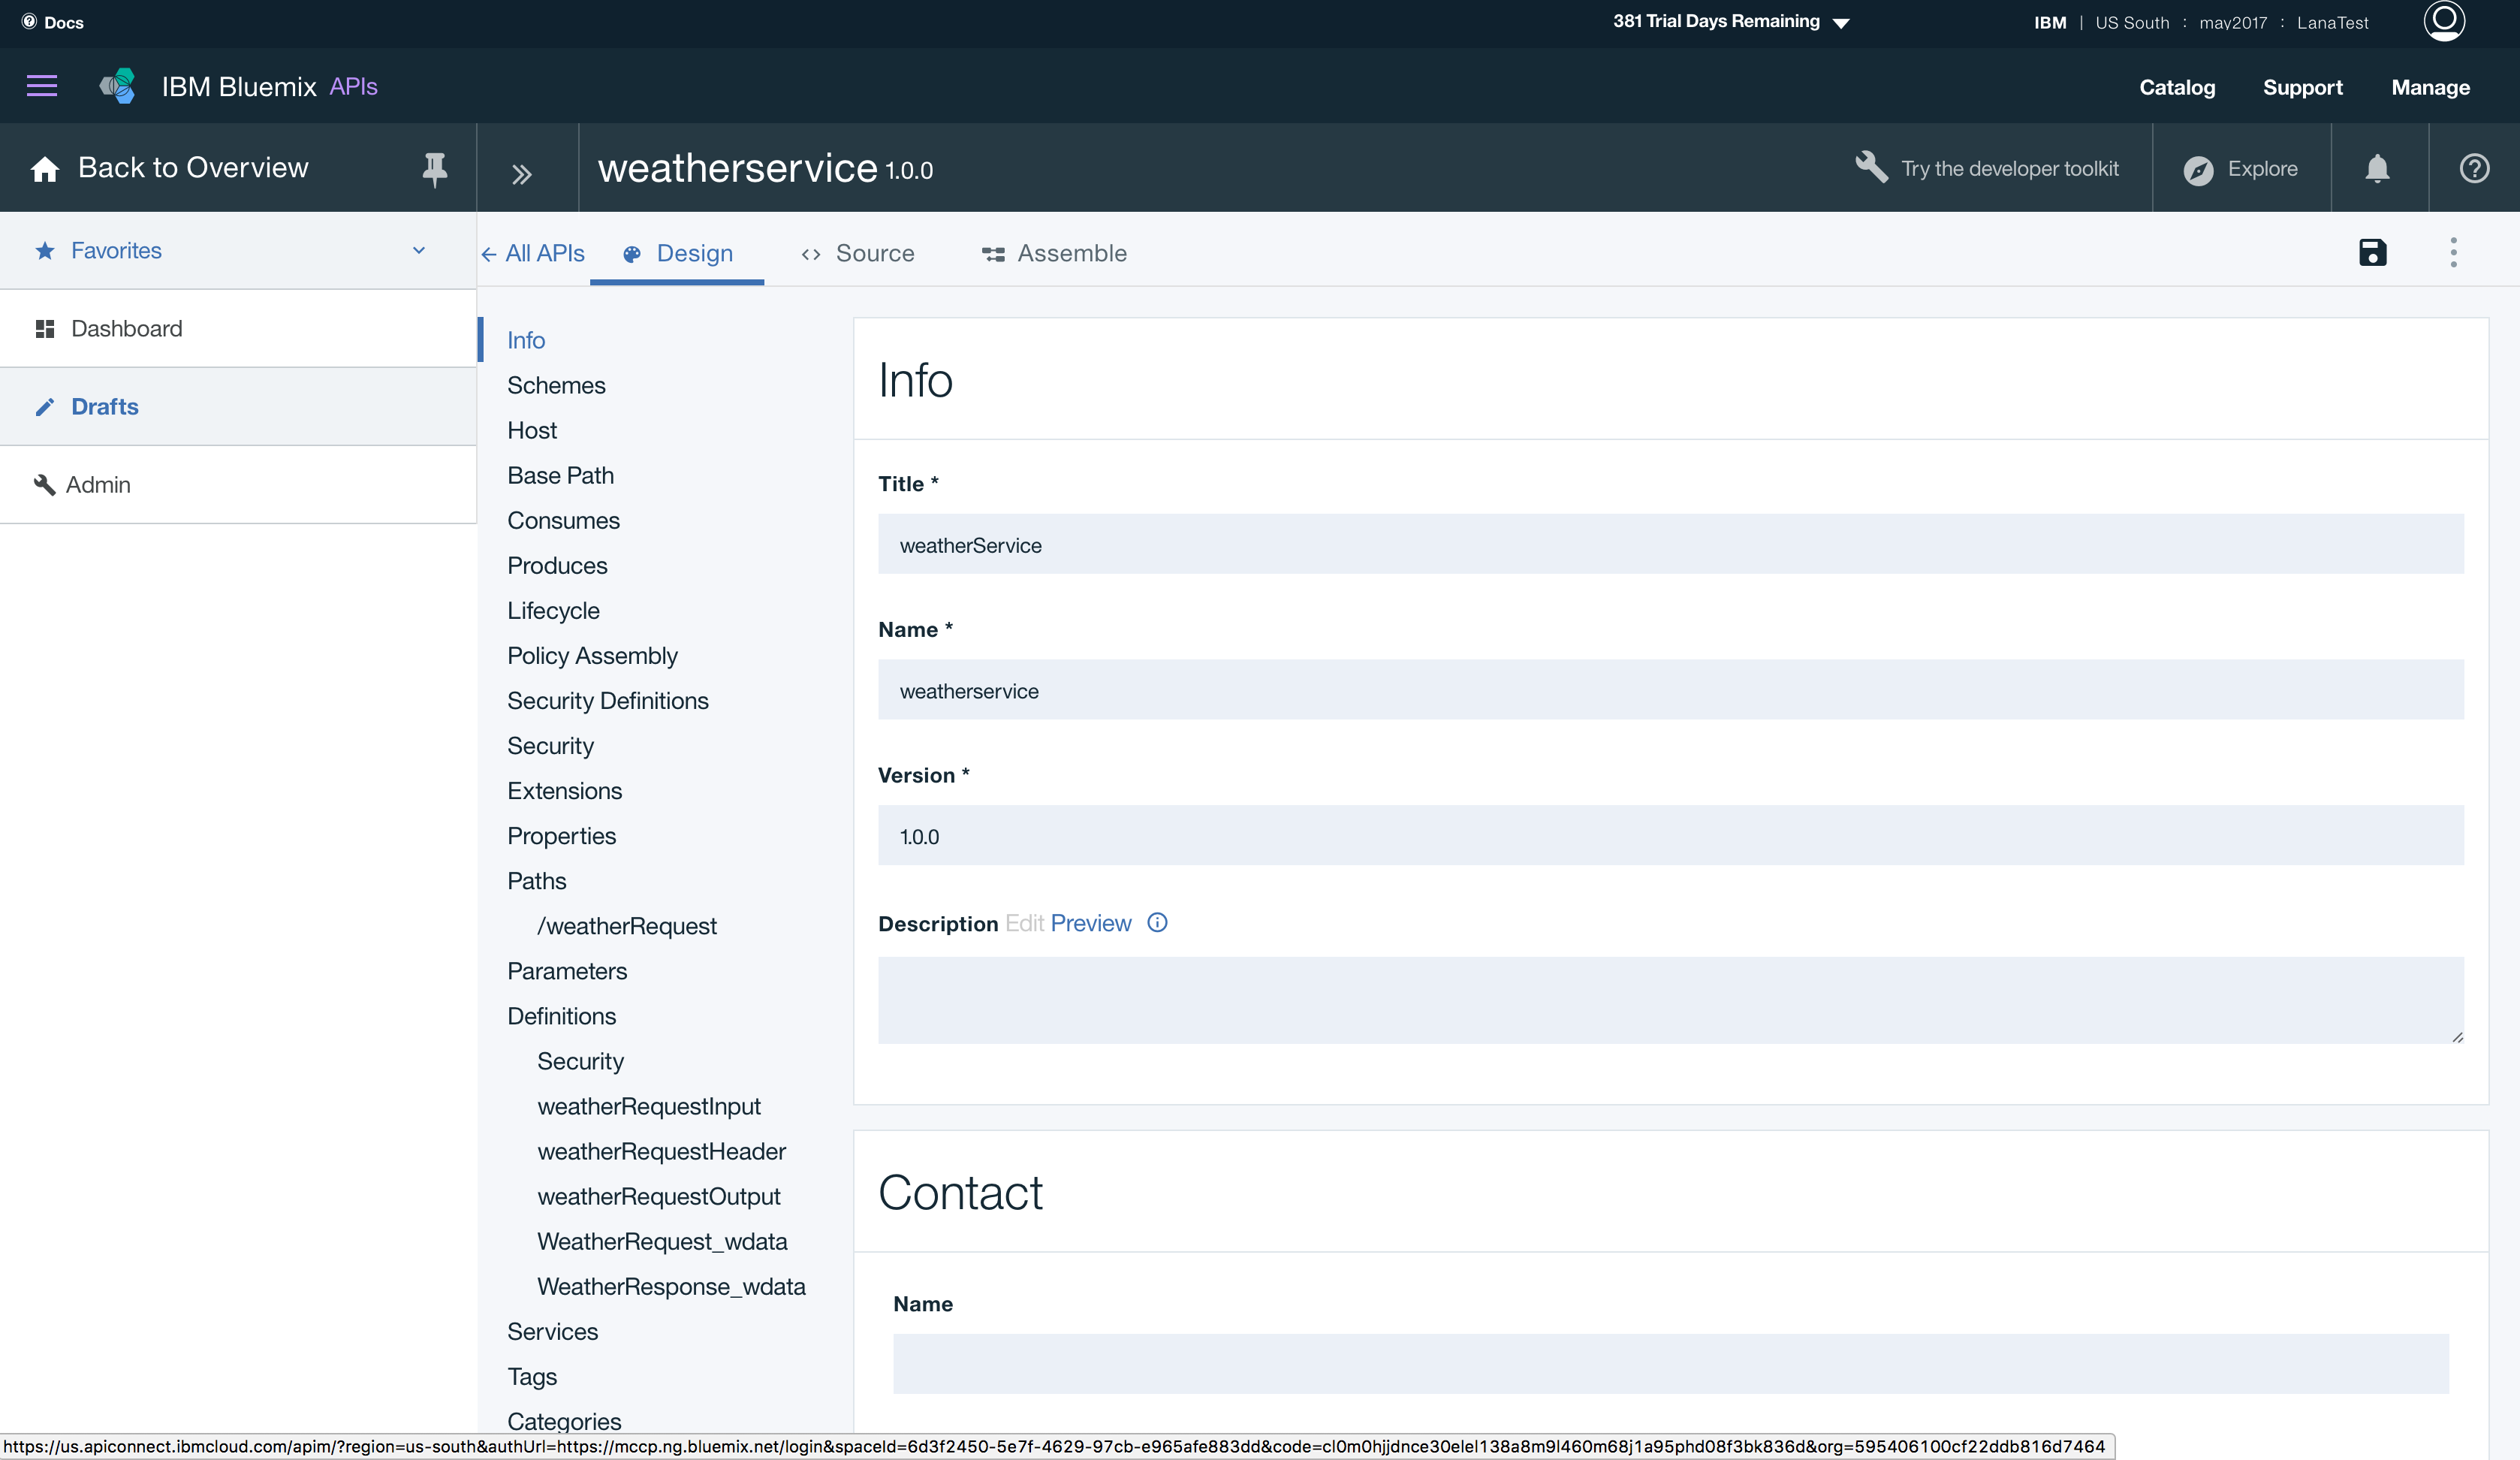 Docs
381 Trial Days Remaining
IBM | US South : may2017 : LanaTest
IBM Bluemix APIs
Catalog Support Manage
Back to Overview
weatherservice 1.0.0
Try the developer toolkit
Explore
Favorites
All APIs
Design
Source
Assemble
Dashboard
Drafts
Admin
Info
Schemes
Host
Base Path
Consumes
Produces
Lifecycle
Policy Assembly
Security Definitions
Security
Extensions
Properties
Paths
/weatherRequest
Parameters
Definitions
Security
weatherRequestInput
weatherRequestHeader
weatherRequestOutput
WeatherRequest_wdata
WeatherResponse_wdata
Services
Tags
Categories
Info
Title *
weatherService
Name *
weatherservice
Version *
1.0.0
Description Edit Preview
Contact
Name
https://us.apiconnect.ibmcloud.com/apim/?region=us-south&authUrl=https://mccp.ng.bluemix.net/login&spaceId=6d3f2450-5e7f-4629-97cb-e965afe883dd&code=cl0m0hjjdnce30elel138a8m9l460m68j1a95phd08f3bk836d&org=595406100cf22ddb816d7464